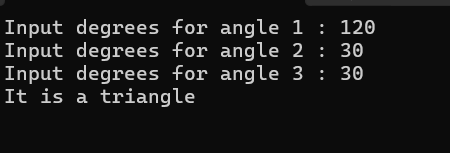 Input degrees for angle 1 : 120
Input degrees for angle 2 : 30
Input degrees for angle 3 : 30
It is a triangle